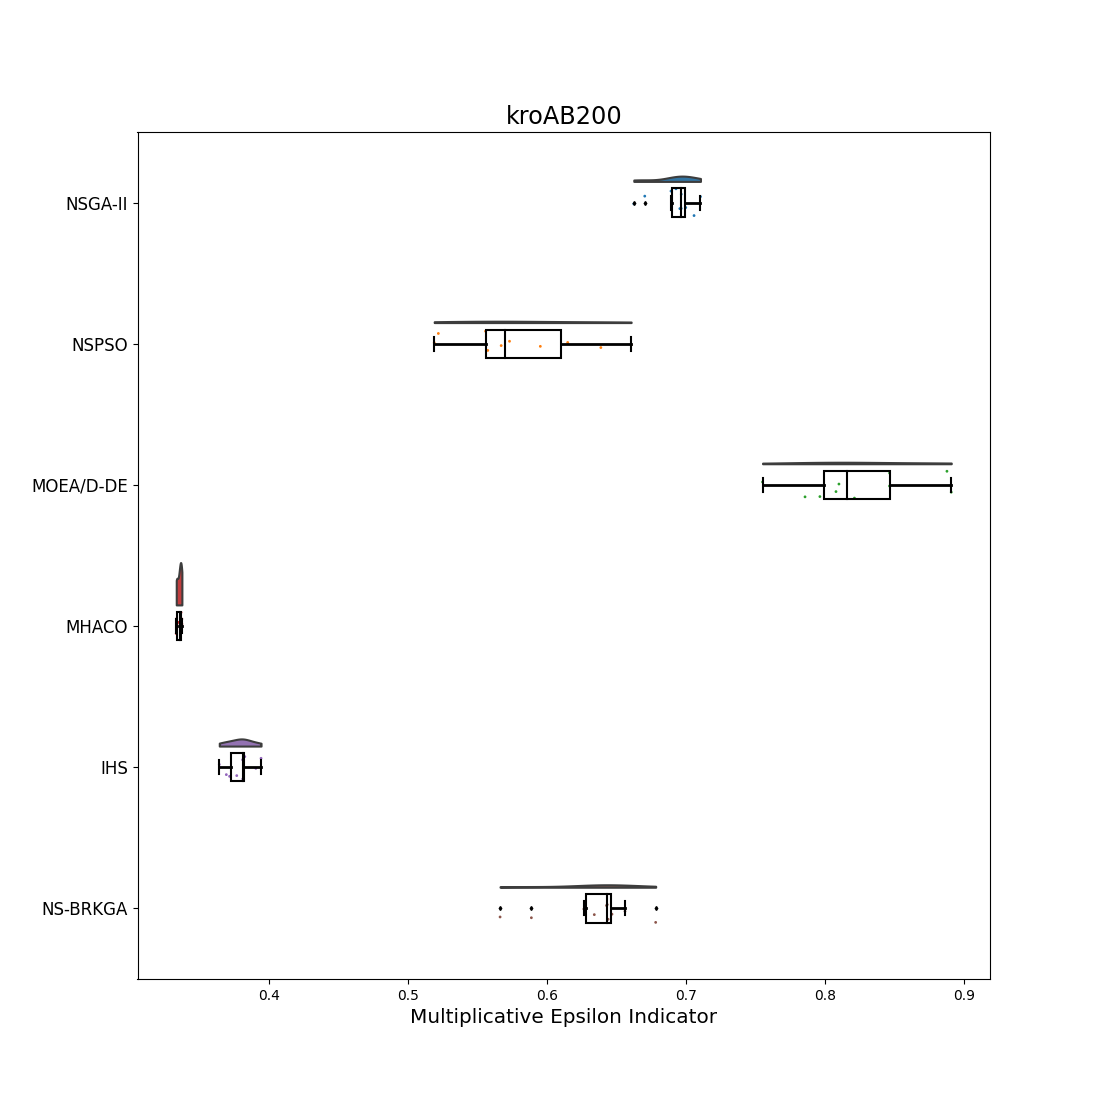 kroAB200
NSGA-II
NSPSO
MOEA/D-DE
MHACO
IHS
NS-BRKGA
0.4 0.5 0.6 0.7 0.8 0.9
Multiplicative Epsilon Indicator